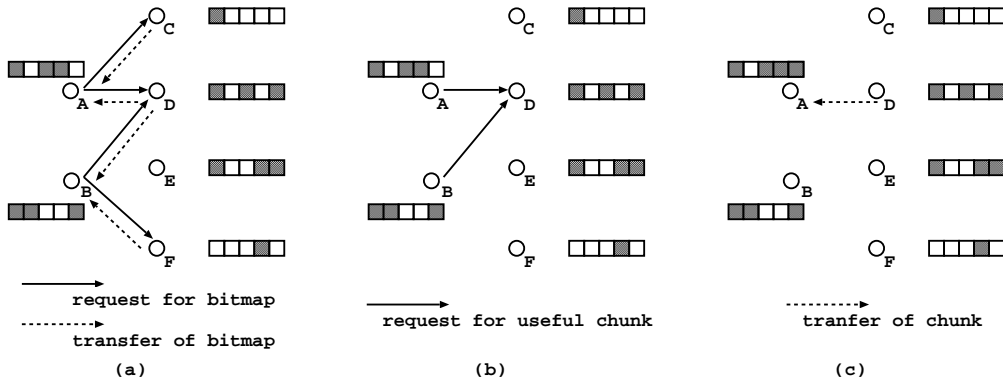 C
A
D
B
E
F
request for bitmap
transfer of bitmap
(a)
C
A
D
B
E
F
request for useful chunk
(b)
C
A
D
B
E
F
tranfer of chunk
(c)